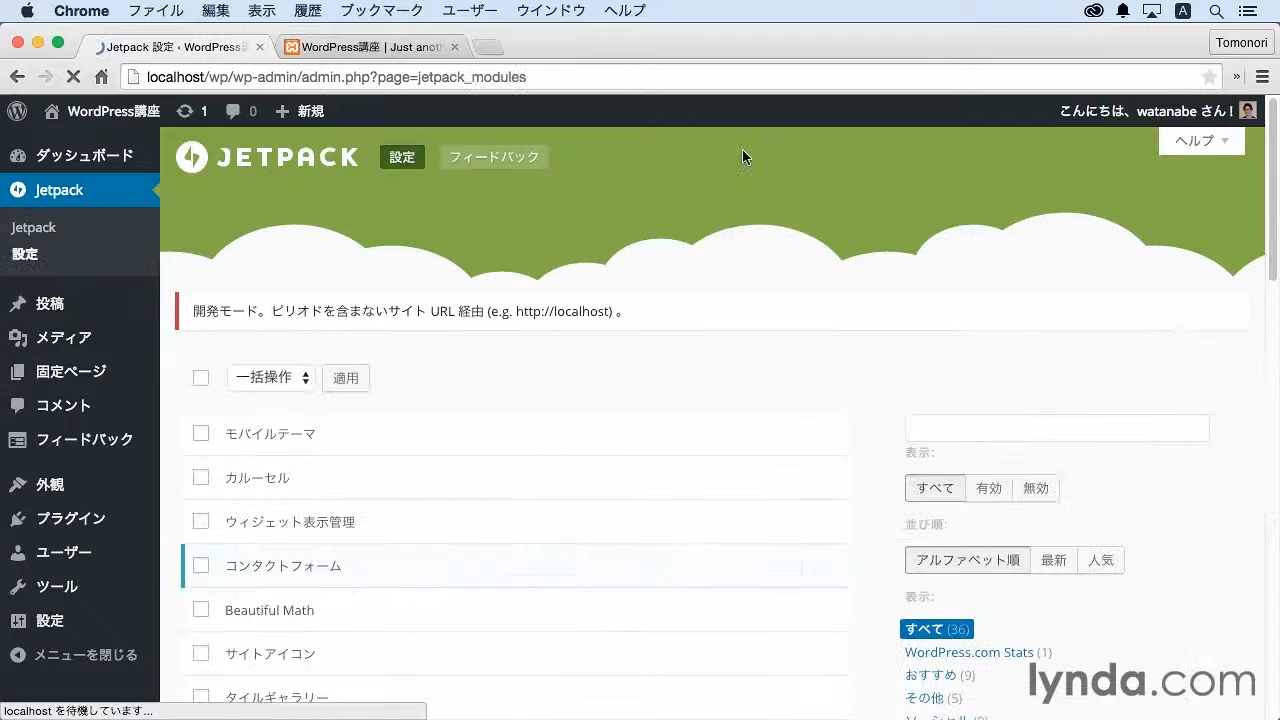 Chrome ファイル 編集 表示 履歴 ブックマーク ユーザー ウインドウ ヘルプ A
Jetpack 設定 ‹ WordPress
WordPress講座 | Just anot
Tomonori
localhost/wp/wp-admin/admin.php?page=jetpack_modules
»
WordPress講座 1 0 新規
こんにちは、watanabe さん !
ヘルプ
JETPACK 設定 フィードバック
ダッシュボード
Jetpack
Jetpack
設定
投稿
メディア
固定ページ
コメント
フィードバック
外観
プラグイン
ユーザー
ツール
設定
メニューを閉じる
開発モード。ピリオドを含まないサイト URL 経由 (e.g. http://localhost) 。
一括操作 適用
モバイルテーマ
カルーセル
ウィジェット表示管理
コンタクトフォーム
Beautiful Math
サイトアイコン
タイルギャラリー
表示:
すべて 有効 無効
並び順:
アルファベット順 最新 人気
表示:
すべて (36)
WordPress.com Stats (1)
おすすめ (9)
その他 (5)
localhost を待機しています...
lynda.com